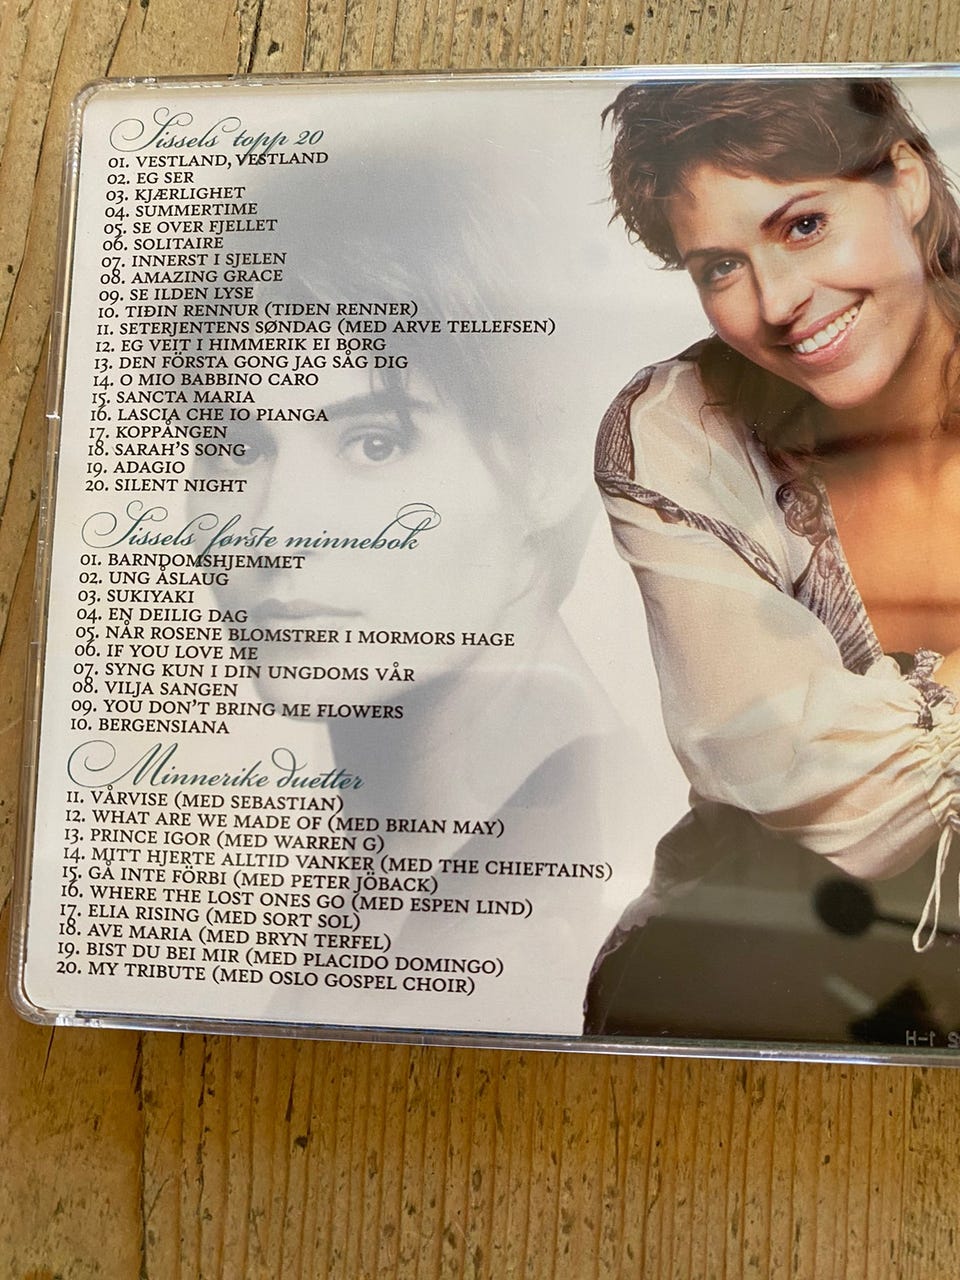 Sissels topp 20
01. VESTLAND, VESTLAND
02. EG SER
03. KJÆRLIGHET
04. SUMMERTIME
05. SE OVER FJELLET
06. SOLITAIRE
07. INNERST I SJELEN
08. AMAZING GRACE
09. SE ILDEN LYSE
10. TIÐIN RENNUR (TIDEN RENNER)
11. SETERJENTENS SØNDAG (MED ARVE TELLEFSEN)
12. EG VEIT I HIMMERIK EI BORG
13. DEN FÖRSTA GONG JAG SÅG DIG
14. O MIO BABBINO CARO
15. SANCTA MARIA
16. LASCIA CHE IO PIANGA
17. KOPPÅNGEN
18. SARAH'S SONG
19. ADAGIO
20. SILENT NIGHT
Sissels første minnebok
01. BARNDOMSHJEMMET
02. UNG ÅSLAUG
03. SUKIYAKI
04. EN DEILIG DAG
05. NÅR ROSENE BLOMSTRER I MORMORS HAGE
06. IF YOU LOVE ME
07. SYNG KUN I DIN UNGDOMS VÅR
08. VILJA SANGEN
09. YOU DON'T BRING ME FLOWERS
10. BERGENSIANA
Minnerike duetter
11. VÅRVISE (MED SEBASTIAN)
12. WHAT ARE WE MADE OF (MED BRIAN MAY)
13. PRINCE IGOR (MED WARREN G)
14. MITT HJERTE ALLTID VANKER (MED THE CHIEFTAINS)
15. GÅ INTE FÖRBI (MED PETER JÖBACK)
16. WHERE THE LOST ONES GO (MED ESPEN LIND)
17. ELIA RISING (MED SORT SOL)
18. AVE MARIA (MED BRYN TERFEL)
19. BIST DU BEI MIR (MED PLACIDO DOMINGO)
20. MY TRIBUTE (MED OSLO GOSPEL CHOIR)